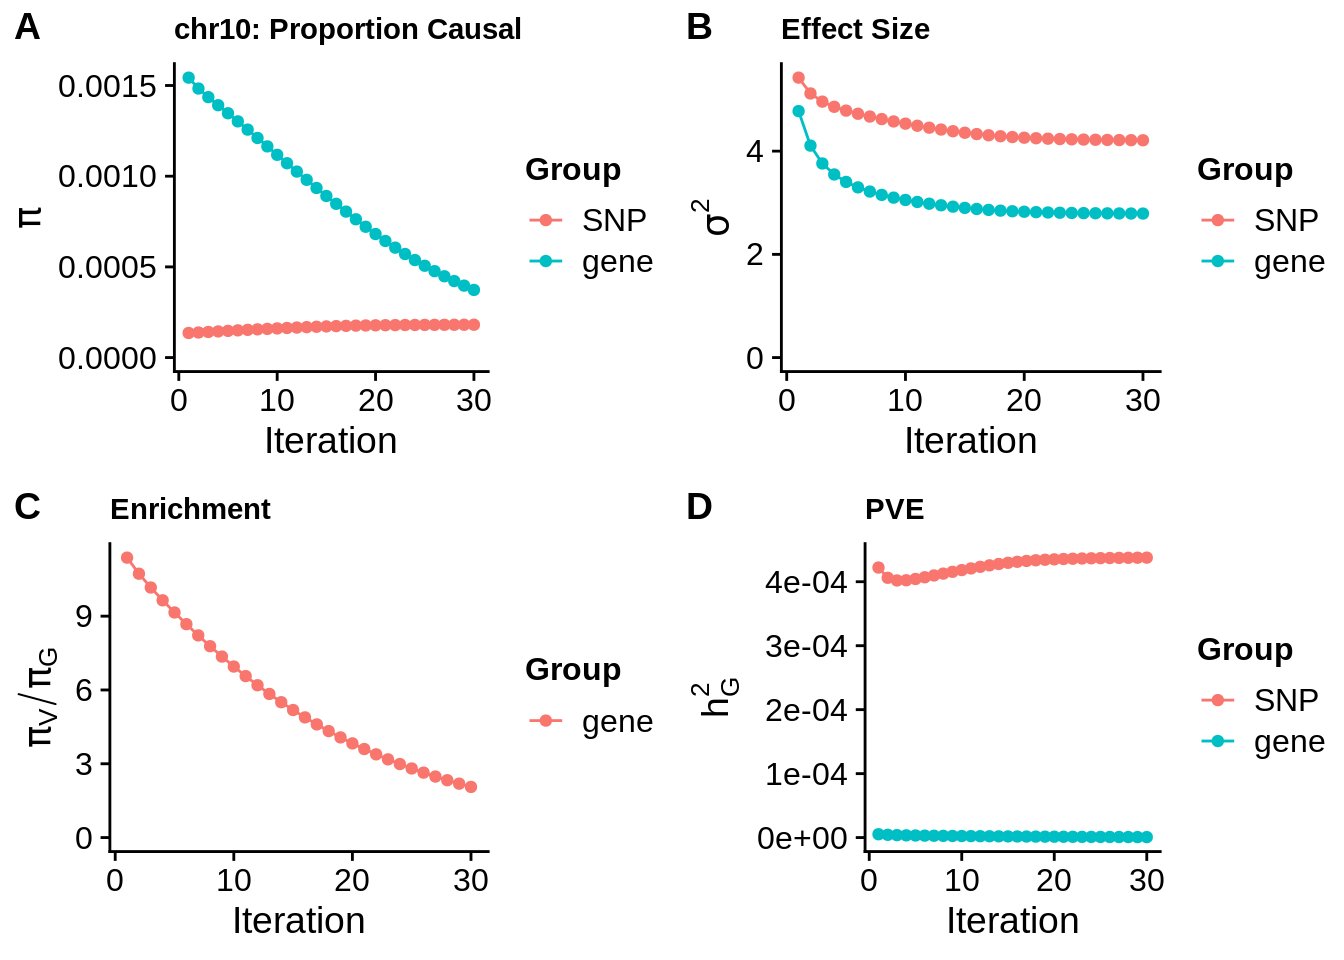 A
chr10: Proportion Causal
π
0.0015
0.0010
0.0005
0.0000
0 10 20 30
Iteration
Group
SNP
gene
B
Effect Size
σ²
4
2
0
0 10 20 30
Iteration
Group
SNP
gene
C
Enrichment
π_V/π_G
9
6
3
0
0 10 20 30
Iteration
Group
gene
D
PVE
h²_G
4e-04
3e-04
2e-04
1e-04
0e+00
0 10 20 30
Iteration
Group
SNP
gene